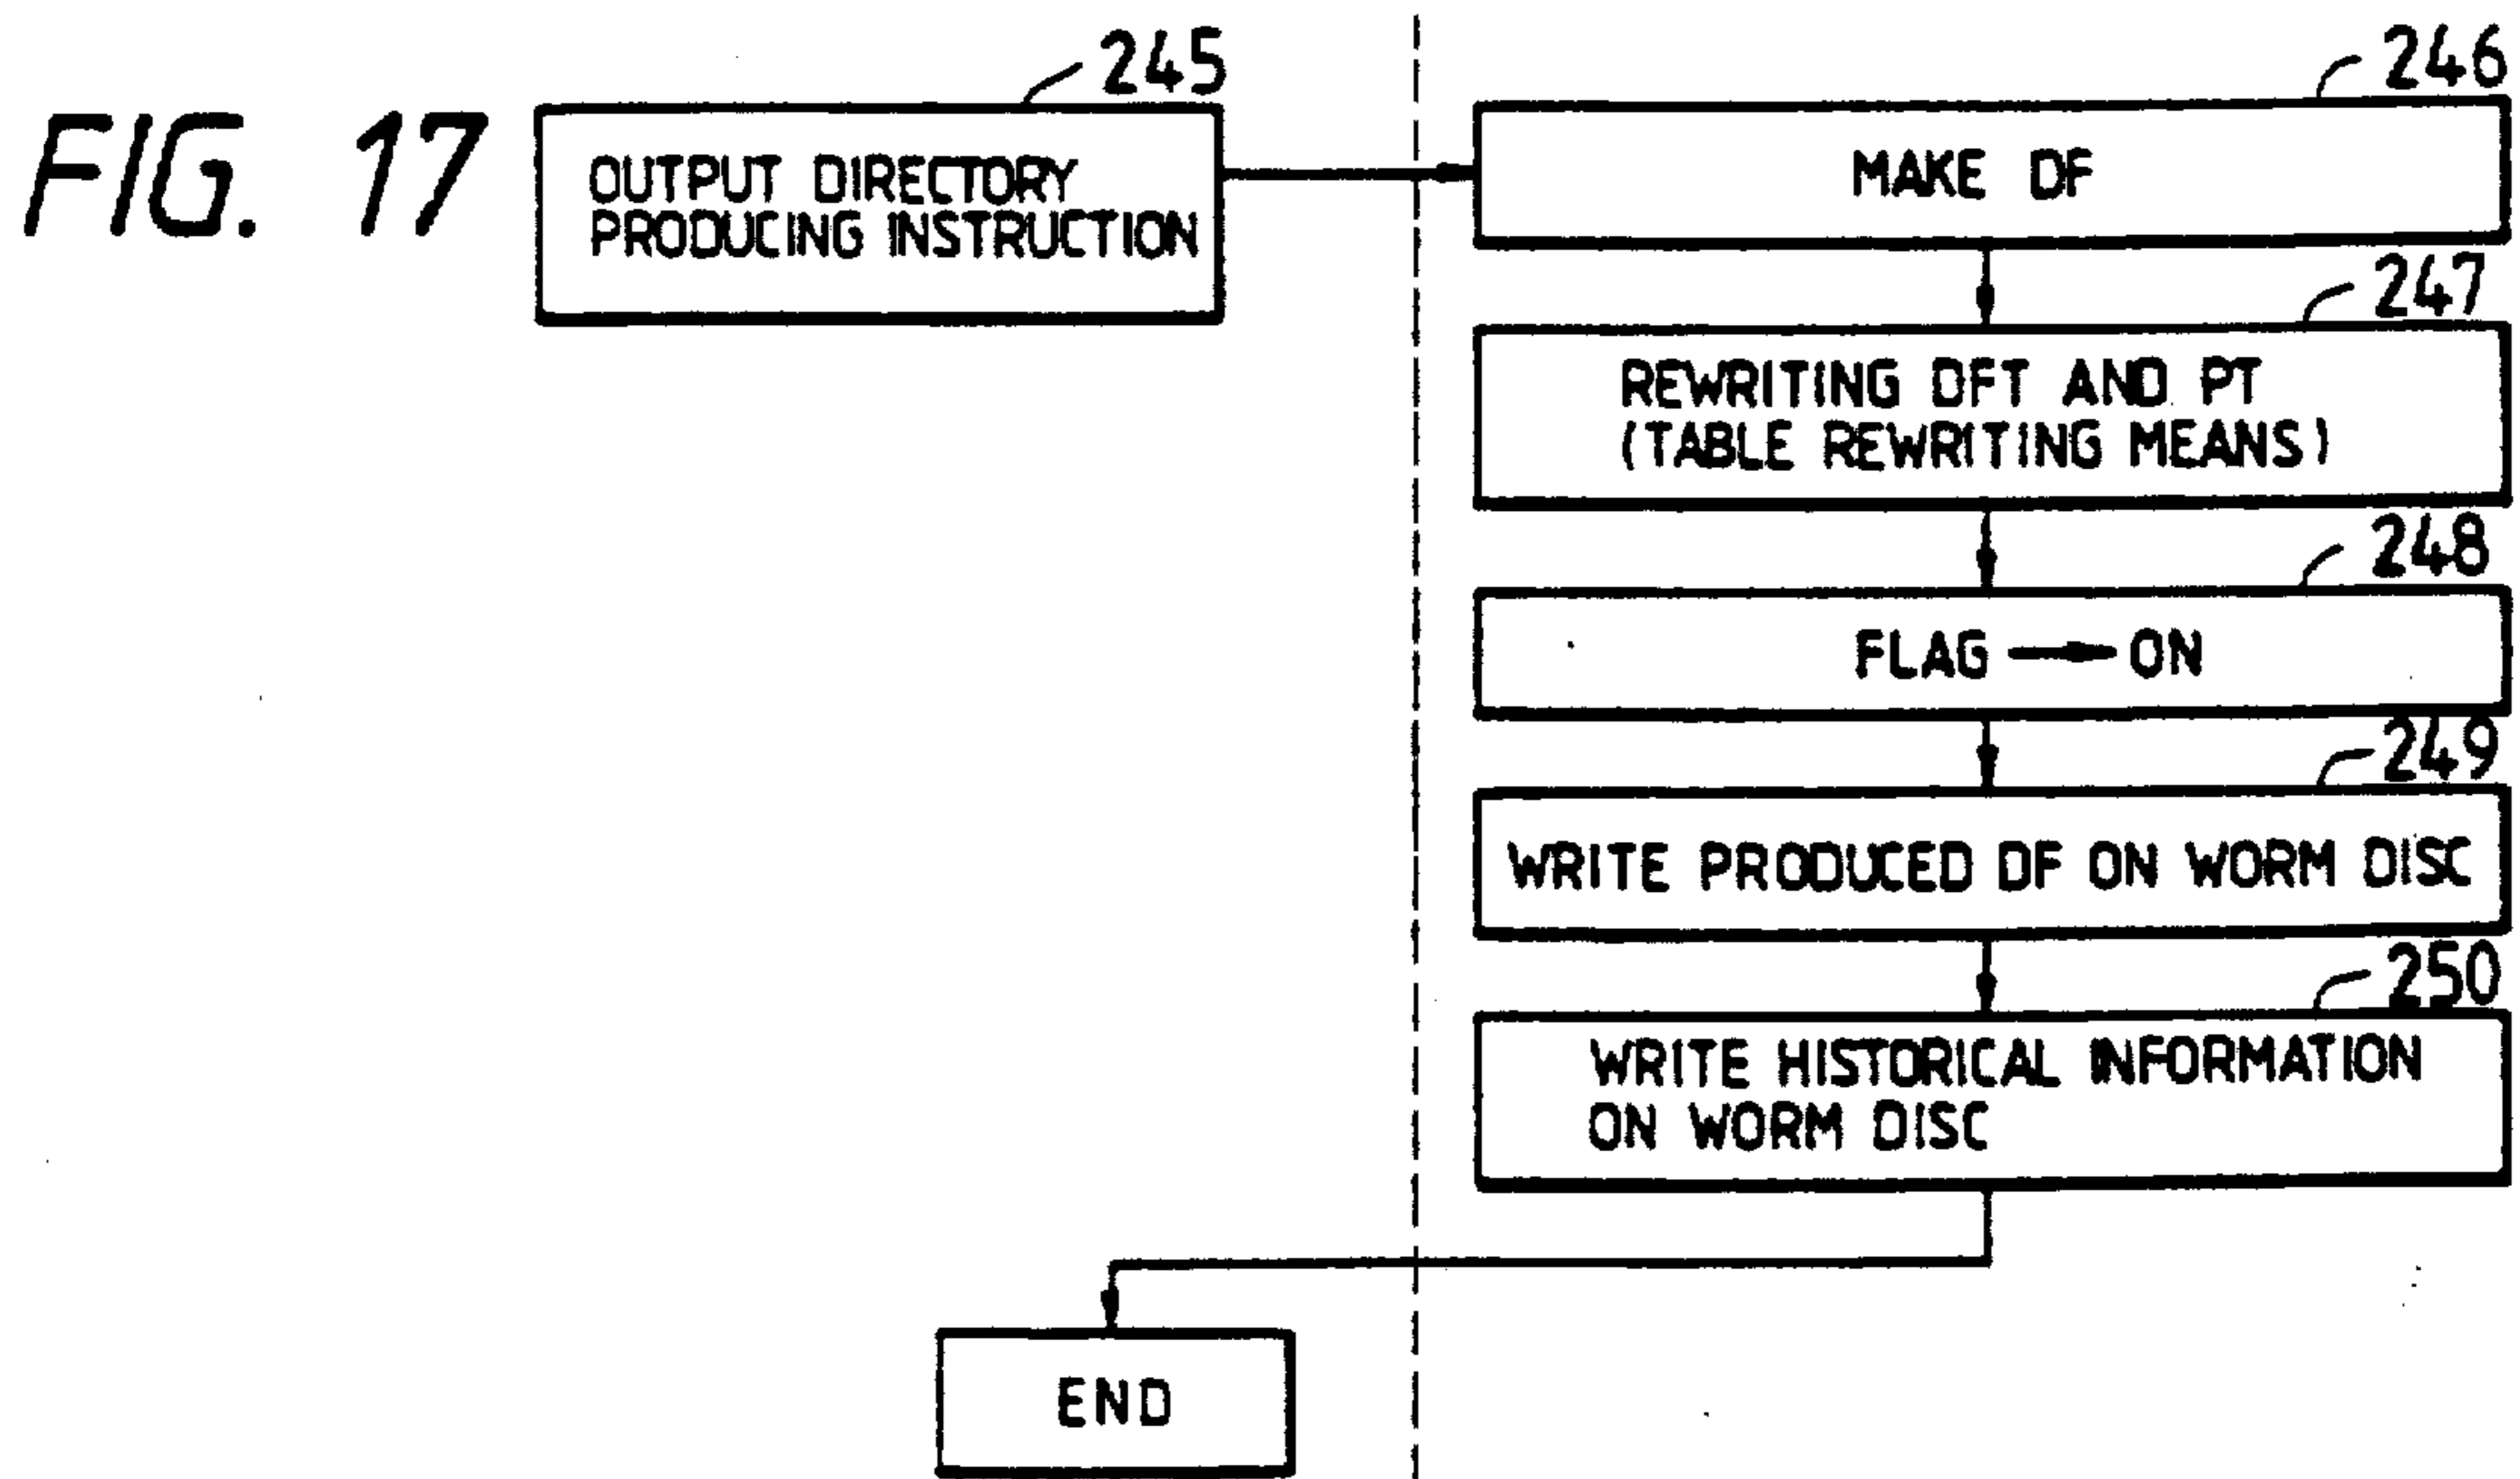 FIG. 17
245
OUTPUT DIRECTORY
PRODUCING INSTRUCTION
246
MAKE DF
247
REWRITING DFT AND PT
(TABLE REWRITING MEANS)
248
FLAG → ON
249
WRITE PRODUCED DF ON WORM DISC
250
WRITE HISTORICAL INFORMATION
ON WORM DISC
END